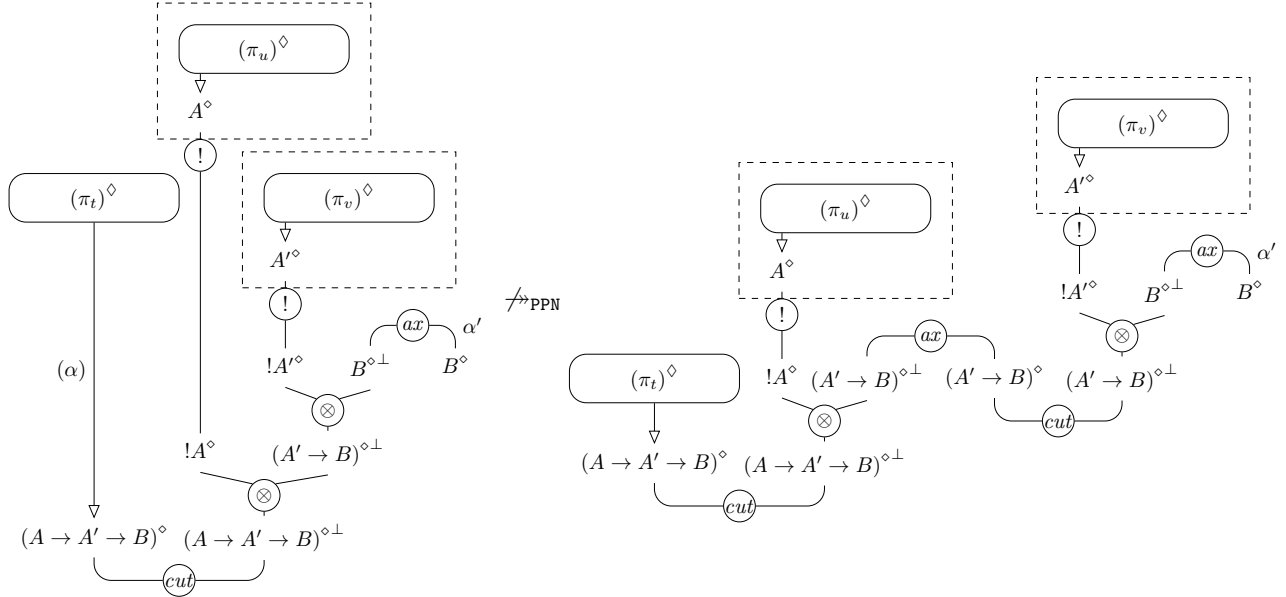 (π_u)^◇
A^⋄
!
(π_t)^◇
(π_v)^◇
A'^⋄
!
ax
α'
(α)
!A'^⋄
B^⋄⊥
B^⋄
⊗
!A^⋄
(A' → B)^⋄⊥
⊗
(A → A' → B)^⋄
(A → A' → B)^⋄⊥
cut
↠̸_PPN
(π_u)^◇
A^⋄
!
(π_v)^◇
A'^⋄
!
ax
α'
!A'^⋄
B^⋄⊥
B^⋄
⊗
ax
(π_t)^◇
!A^⋄
(A' → B)^⋄⊥
(A' → B)^⋄
(A' → B)^⋄⊥
⊗
cut
(A → A' → B)^⋄
(A → A' → B)^⋄⊥
cut